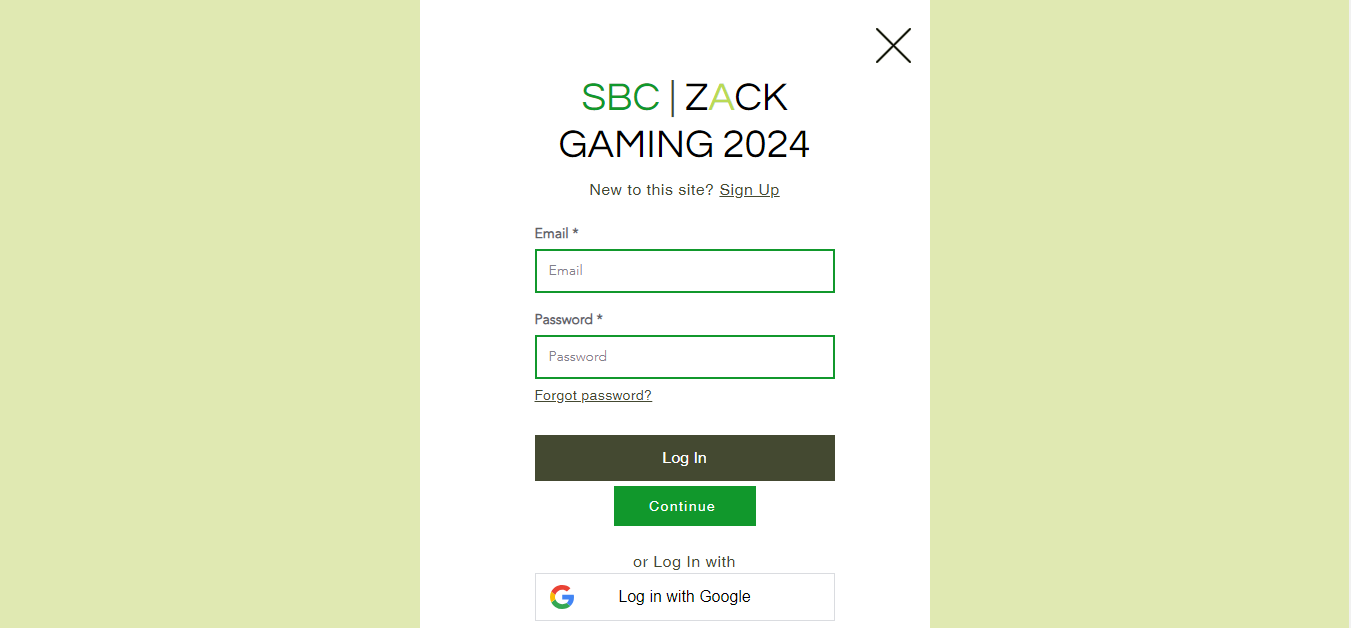 SBC | ZACK
GAMING 2024
New to this site? Sign Up
Email *
Email
Password *
Password
Forgot password?
Log In
Continue
or Log In with
Log in with Google